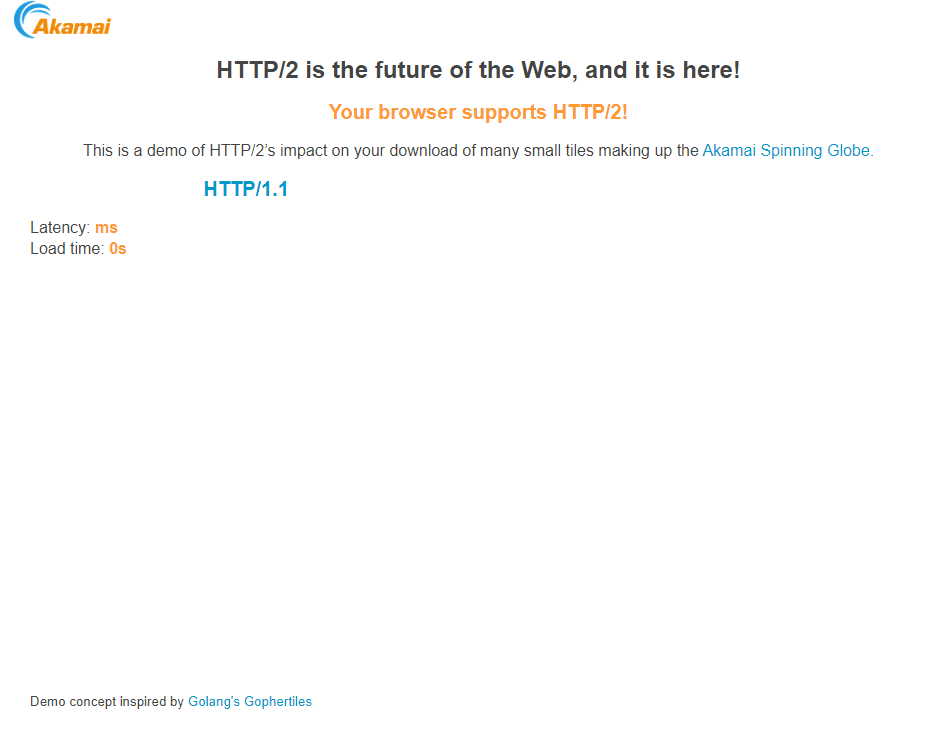 Akamai
HTTP/2 is the future of the Web, and it is here!
Your browser supports HTTP/2!
This is a demo of HTTP/2's impact on your download of many small tiles making up the Akamai Spinning Globe.
HTTP/1.1
Latency: ms
Load time: 0s
Demo concept inspired by Golang's Gophertiles